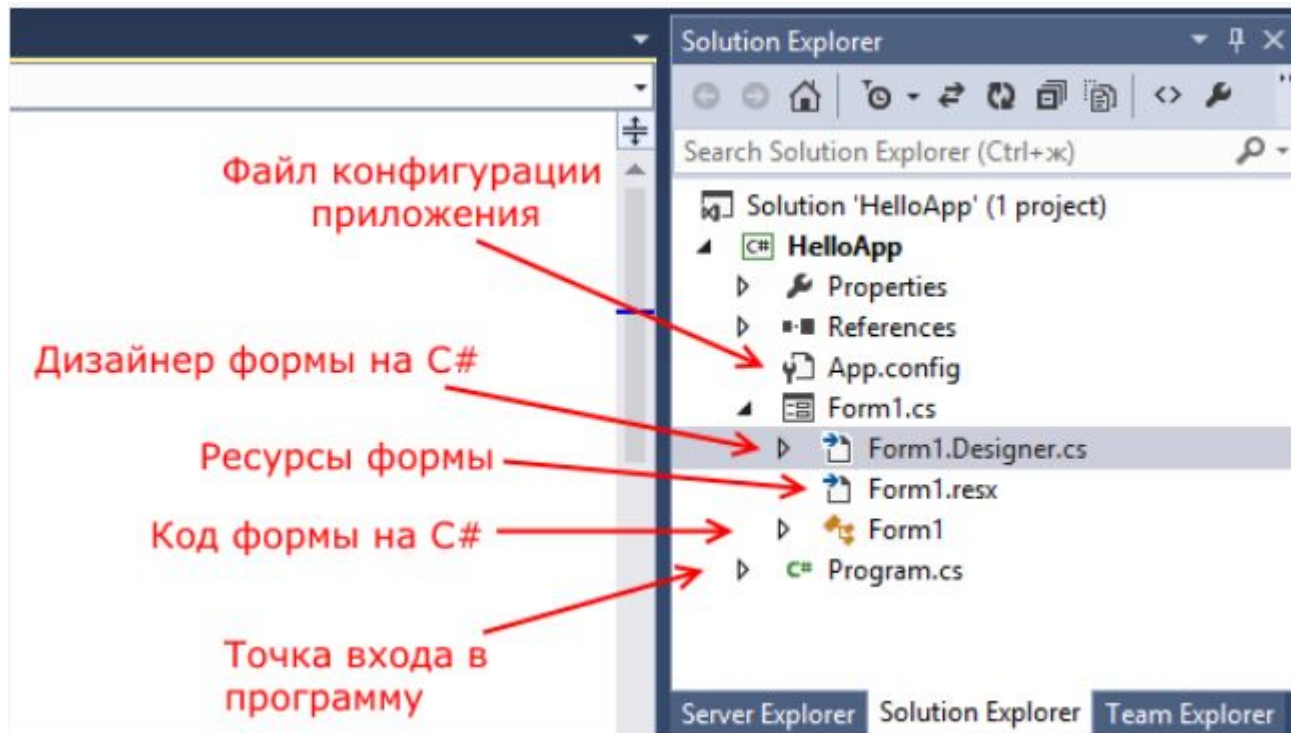 Solution Explorer
Search Solution Explorer (Ctrl+ж)
Файл конфигурации
приложения
Дизайнер формы на C#
Ресурсы формы
Код формы на C#
Точка входа в
программу
Solution 'HelloApp' (1 project)
C# HelloApp
Properties
References
App.config
Form1.cs
Form1.Designer.cs
Form1.resx
Form1
C# Program.cs
Server Explorer Solution Explorer Team Explorer